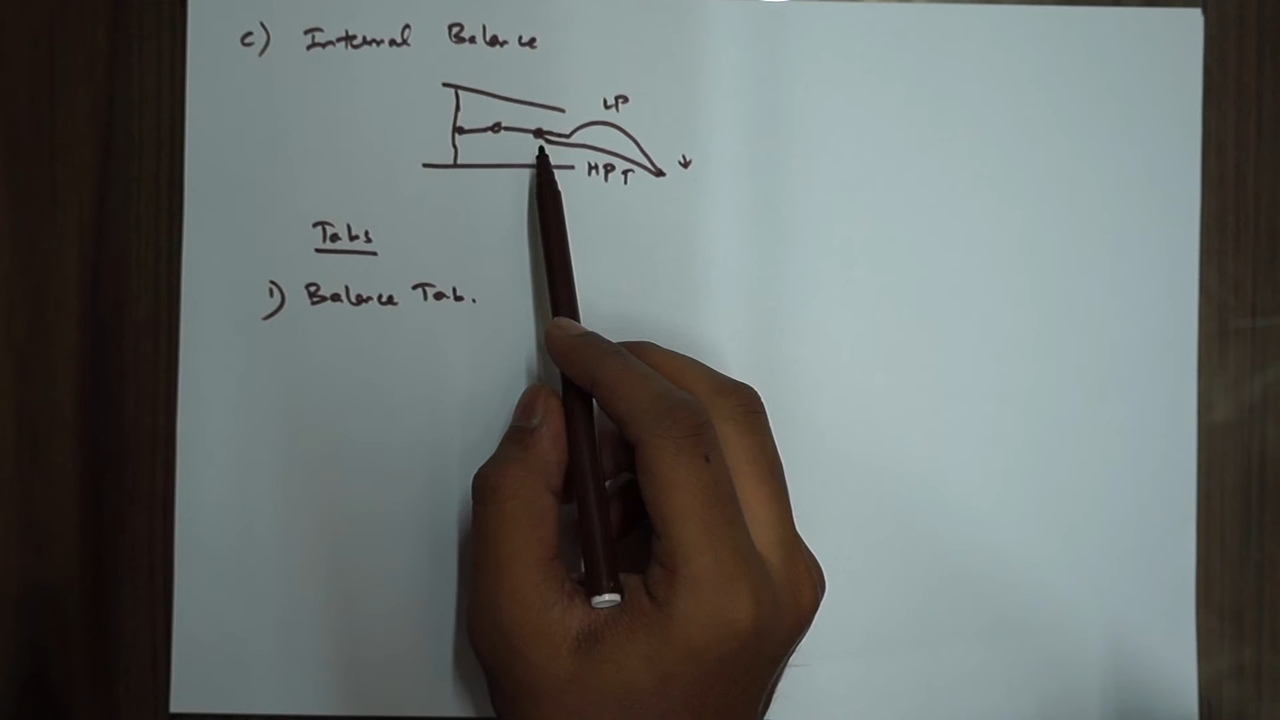 c) Internal Balance
LP
HPT ↓
Tabs
1) Balance Tab.